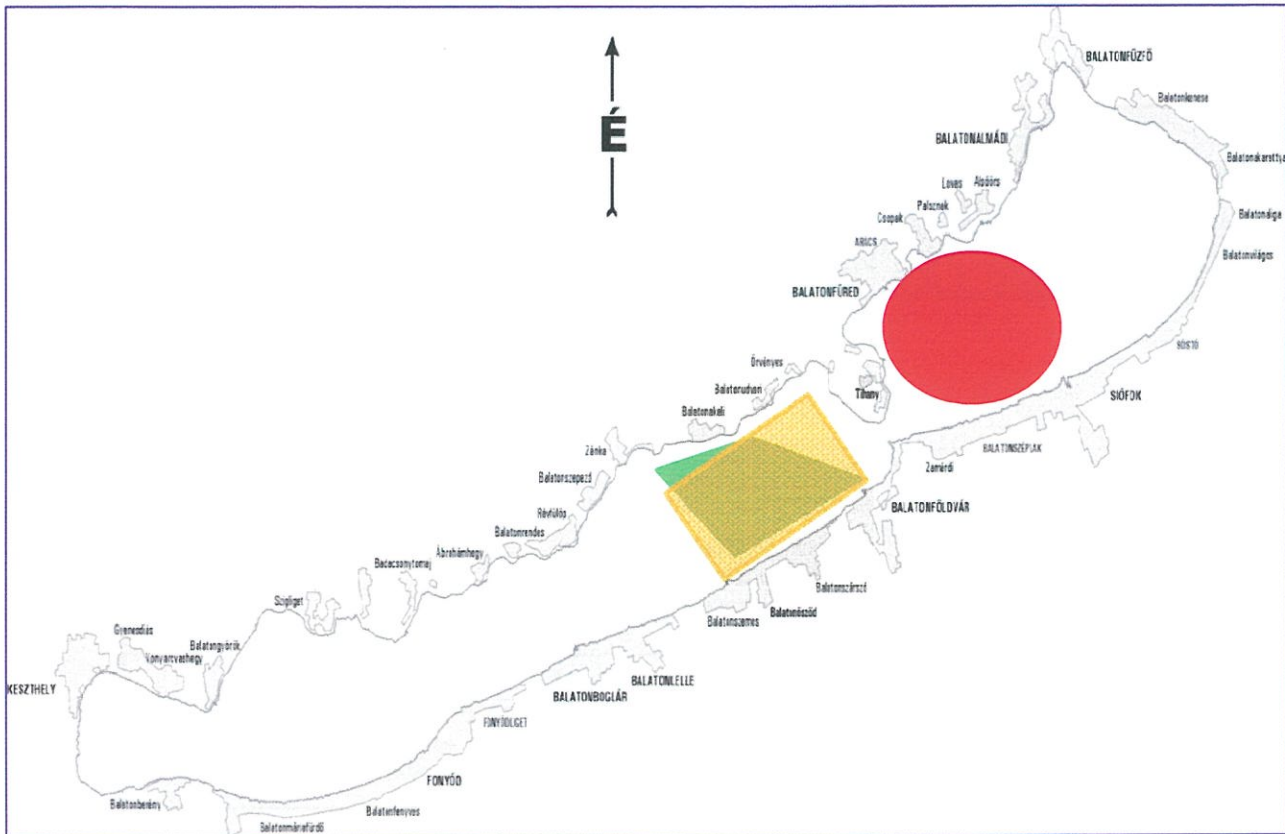 BALATONFŰZFŐ
Balatonkenese
É
BALATONALMÁDI
Balatonakarattya
Lovas
Alsóörs
Paloznak
Csopak
Balatonaliga
ARÁCS
Balatonvilágos
BALATONFÜRED
SÓSTÓ
Örvényes
Balatonudvari
Tihany
SIÓFOK
Balatonakali
BALATONSZÉPLAK
Zánka
Zamárdi
Balatonszepezd
BALATONFÖLDVÁR
Révfülöp
Balatonrendes
Ábrahámhegy
Badacsonytomaj
Balatonszárszó
Szigliget
Balatonőszöd
Balatonszemes
Gyenesdiás
Balatongyörök
Vonyarcvashegy
KESZTHELY
BALATONLELLE
BALATONBOGLÁR
FONYÓDLIGET
FONYÓD
Balatonberény
Balatonfenyves
Balatonmáriafürdő